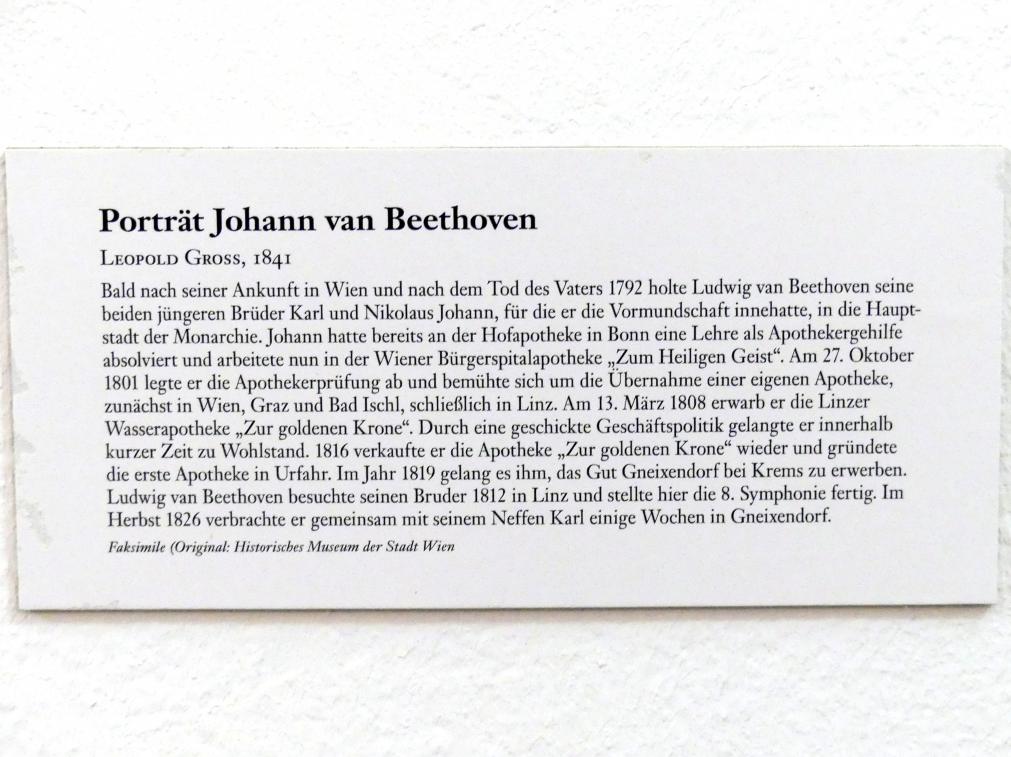 Porträt Johann van Beethoven
Leopold Gross, 1841
Bald nach seiner Ankunft in Wien und nach dem Tod des Vaters 1792 holte Ludwig van Beethoven seine
beiden jüngeren Brüder Karl und Nikolaus Johann, für die er die Vormundschaft innehatte, in die Haupt-
stadt der Monarchie. Johann hatte bereits an der Hofapotheke in Bonn eine Lehre als Apothekergehilfe
absolviert und arbeitete nun in der Wiener Bürgerspitalapotheke „Zum Heiligen Geist“. Am 27. Oktober
1801 legte er die Apothekerprüfung ab und bemühte sich um die Übernahme einer eigenen Apotheke,
zunächst in Wien, Graz und Bad Ischl, schließlich in Linz. Am 13. März 1808 erwarb er die Linzer
Wasserapotheke „Zur goldenen Krone“. Durch eine geschickte Geschäftspolitik gelangte er innerhalb
kurzer Zeit zu Wohlstand. 1816 verkaufte er die Apotheke „Zur goldenen Krone“ wieder und gründete
die erste Apotheke in Urfahr. Im Jahr 1819 gelang es ihm, das Gut Gneixendorf bei Krems zu erwerben.
Ludwig van Beethoven besuchte seinen Bruder 1812 in Linz und stellte hier die 8. Symphonie fertig. Im
Herbst 1826 verbrachte er gemeinsam mit seinem Neffen Karl einige Wochen in Gneixendorf.
Faksimile (Original: Historisches Museum der Stadt Wien